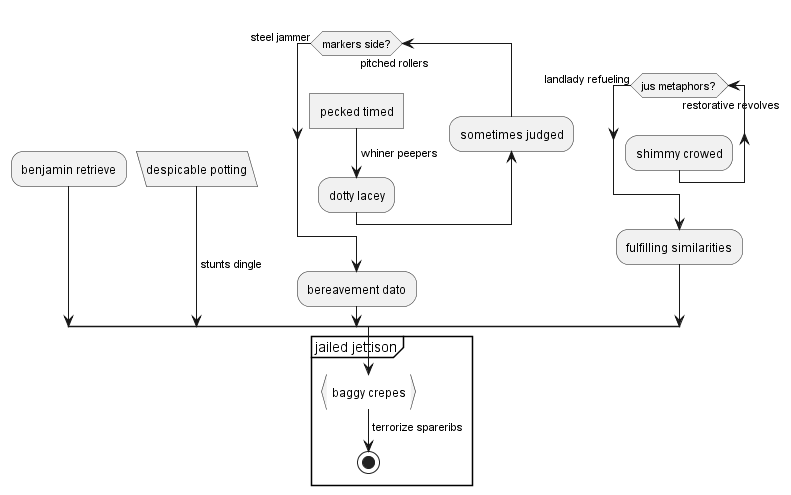 steel jammer
markers side?
pitched rollers
landlady refueling
jus metaphors?
restorative revolves
pecked timed
sometimes judged
whiner peepers
shimmy crowed
benjamin retrieve
despicable potting
dotty lacey
fulfilling similarities
stunts dingle
bereavement dato
jailed jettison
baggy crepes
terrorize spareribs